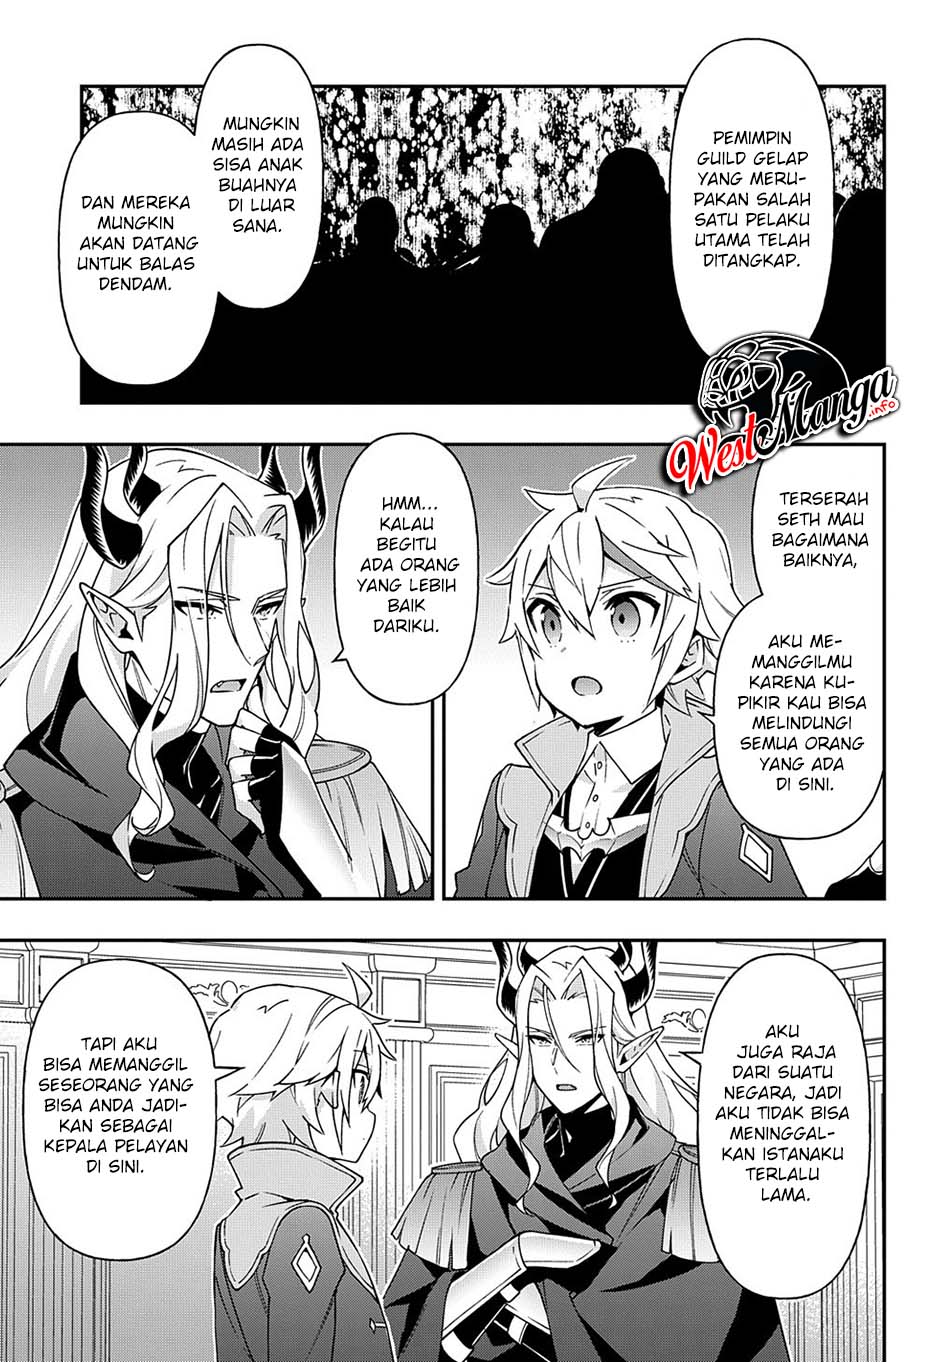 PEMIMPIN
GUILD GELAP
YANG MERU-
PAKAN SALAH
SATU PELAKU
UTAMA TELAH
DITANGKAP.
MUNGKIN
MASIH ADA
SISA ANAK
BUAHNYA
DI LUAR
SANA.
DAN MEREKA
MUNGKIN
AKAN DATANG
UNTUK BALAS
DENDAM.
WestManga
.info
TERSERAH
SETH MAU
BAGAIMANA
BAIKNYA,
AKU ME-
MANGGILMU
KARENA KU-
PIKIR KAU BISA
MELINDUNGI
SEMUA ORANG
YANG ADA
DI SINI.
HMM...
KALAU
BEGITU
ADA ORANG
YANG LEBIH
BAIK
DARIKU.
AKU
JUGA RAJA
DARI SUATU
NEGARA, JADI
AKU TIDAK BISA
MENINGGAL-
KAN ISTANAKU
TERLALU
LAMA.
TAPI AKU
BISA MEMANGGIL
SESEORANG YANG
BISA ANDA JADI-
KAN SEBAGAI
KEPALA PELAYAN
DI SINI.